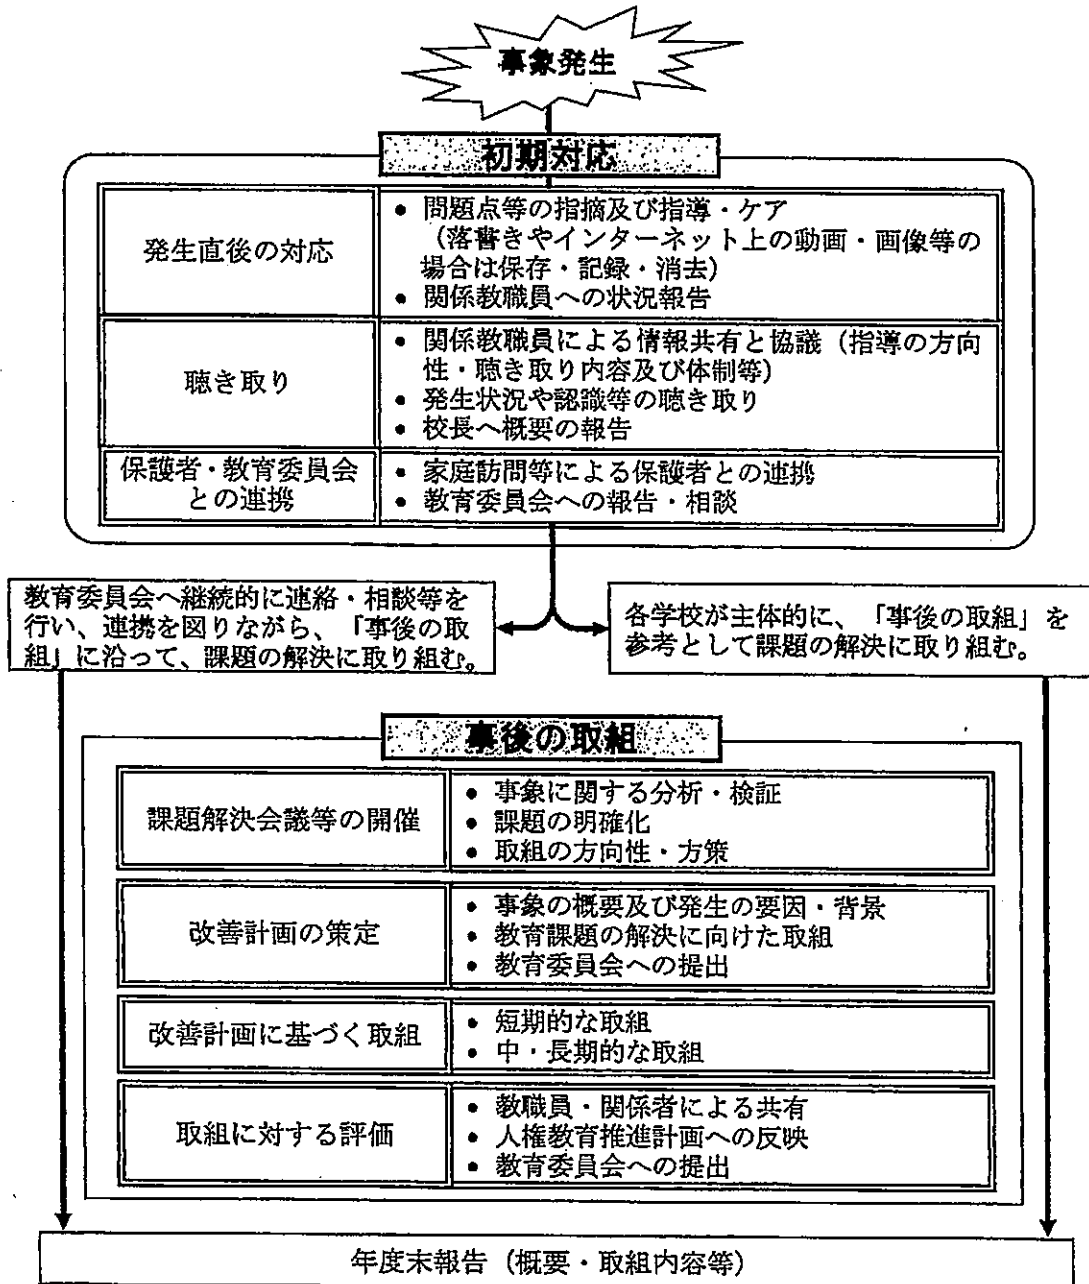 事象発生
初期対応
発生直後の対応
• 問題点等の指摘及び指導・ケア
（落書きやインターネット上の動画・画像等の
場合は保存・記録・消去）
• 関係教職員への状況報告
聴き取り
• 関係教職員による情報共有と協議（指導の方向
性・聴き取り内容及び体制等）
• 発生状況や認識等の聴き取り
• 校長へ概要の報告
保護者・教育委員会
との連携
• 家庭訪問等による保護者との連携
• 教育委員会への報告・相談
教育委員会へ継続的に連絡・相談等を
行い、連携を図りながら、「事後の取
組」に沿って、課題の解決に取り組む。
各学校が主体的に、「事後の取組」を
参考として課題の解決に取り組む。
事後の取組
課題解決会議等の開催
• 事象に関する分析・検証
• 課題の明確化
• 取組の方向性・方策
改善計画の策定
• 事象の概要及び発生の要因・背景
• 教育課題の解決に向けた取組
• 教育委員会への提出
改善計画に基づく取組
• 短期的な取組
• 中・長期的な取組
取組に対する評価
• 教職員・関係者による共有
• 人権教育推進計画への反映
• 教育委員会への提出
年度末報告（概要・取組内容等）